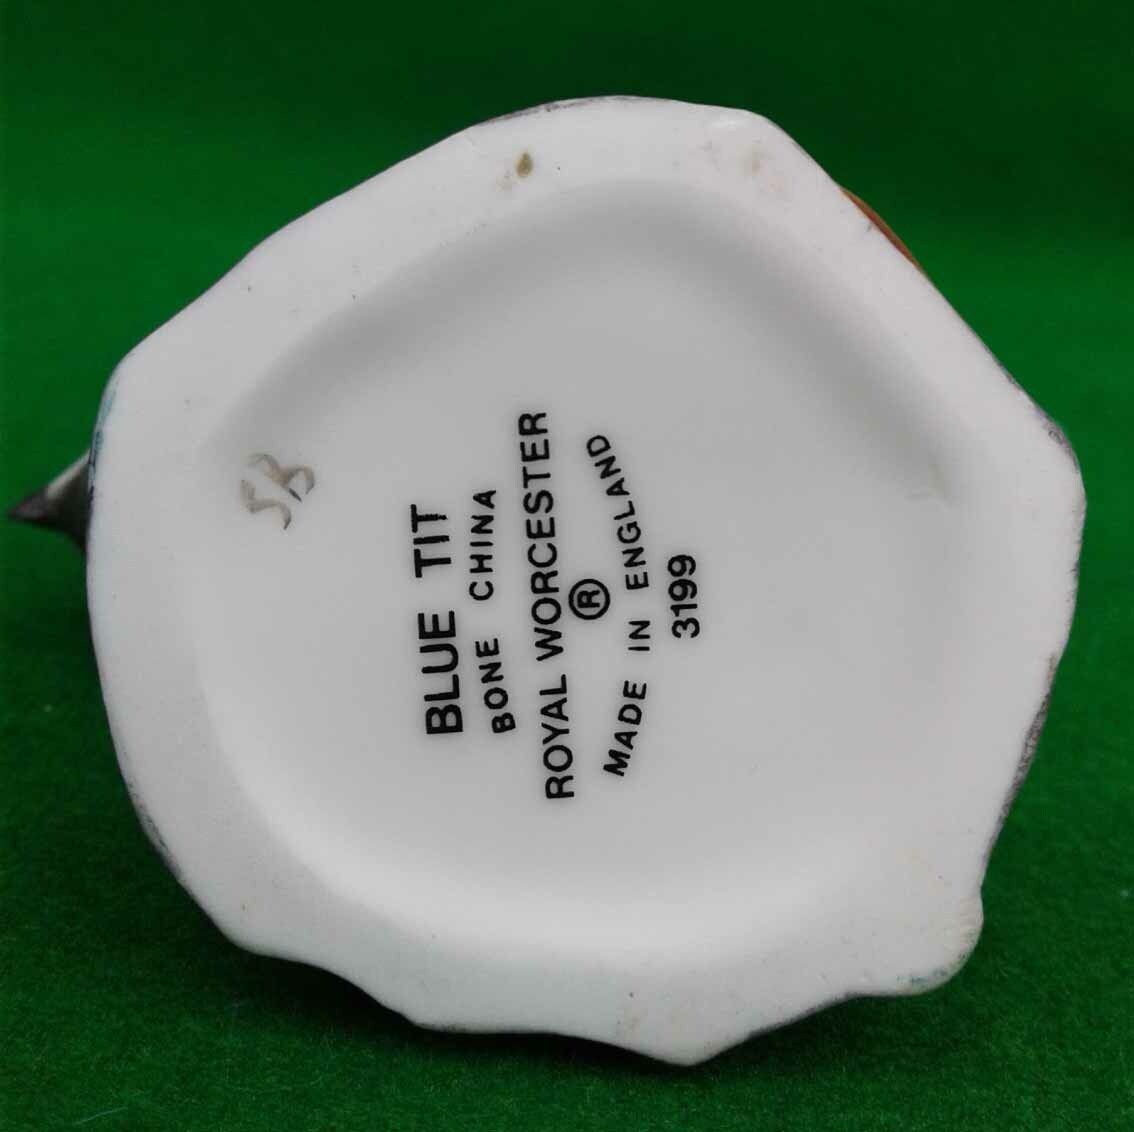 BLUE TIT
BONE CHINA
ROYAL WORCESTER
®
MADE IN ENGLAND
3199
SB